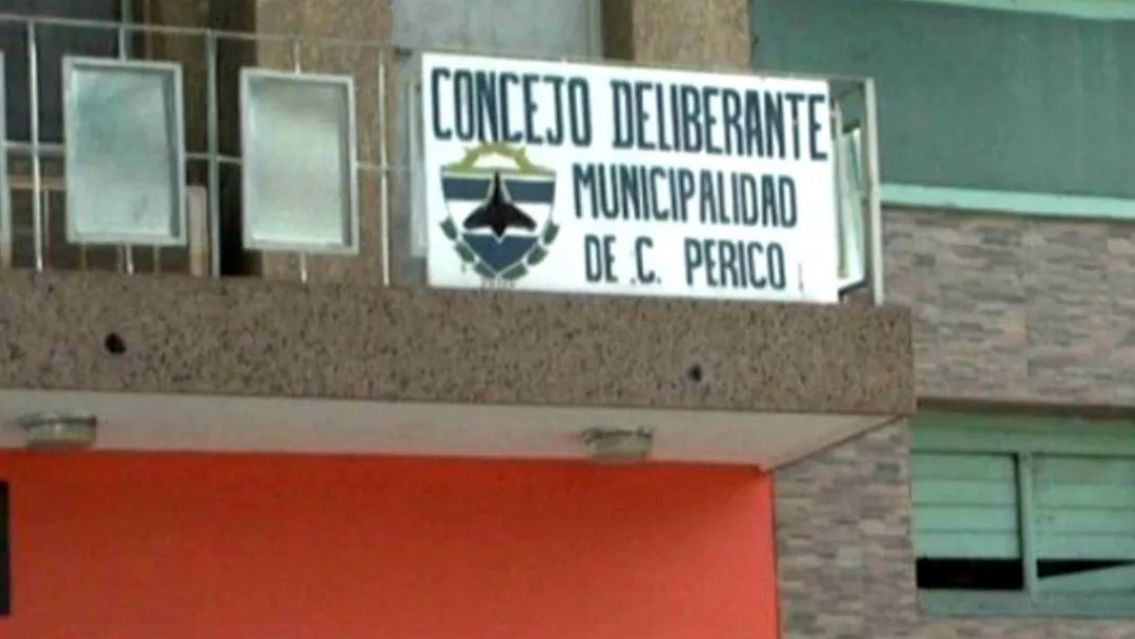 CONCEJO DELIBERANTE
MUNICIPALIDAD
DE C. PERICO